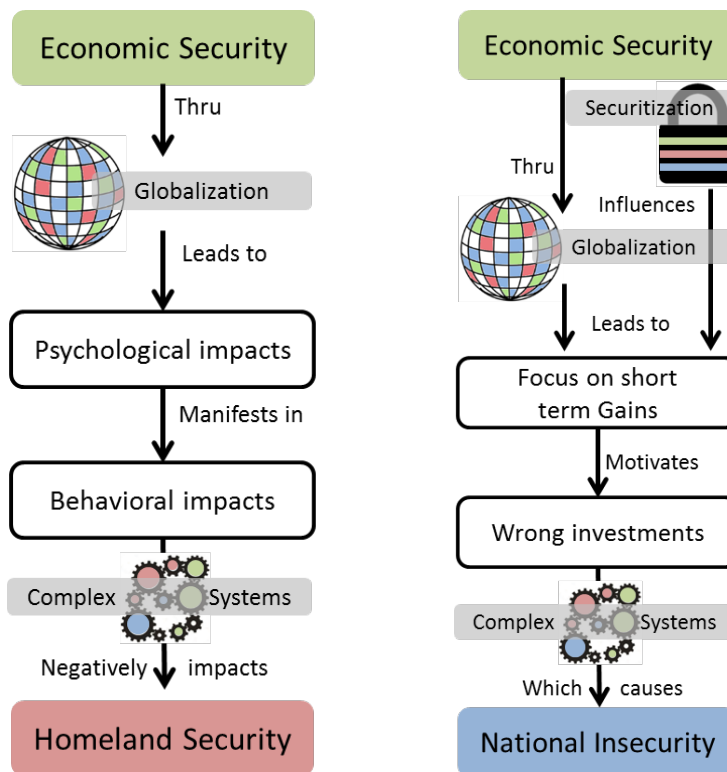 Economic Security
Thru
Globalization
Leads to
Psychological impacts
Manifests in
Behavioral impacts
Complex Systems
Negatively impacts
Homeland Security
Economic Security
Securitization
Thru
Influences
Globalization
Leads to
Focus on short
term Gains
Motivates
Wrong investments
Complex Systems
Which causes
National Insecurity